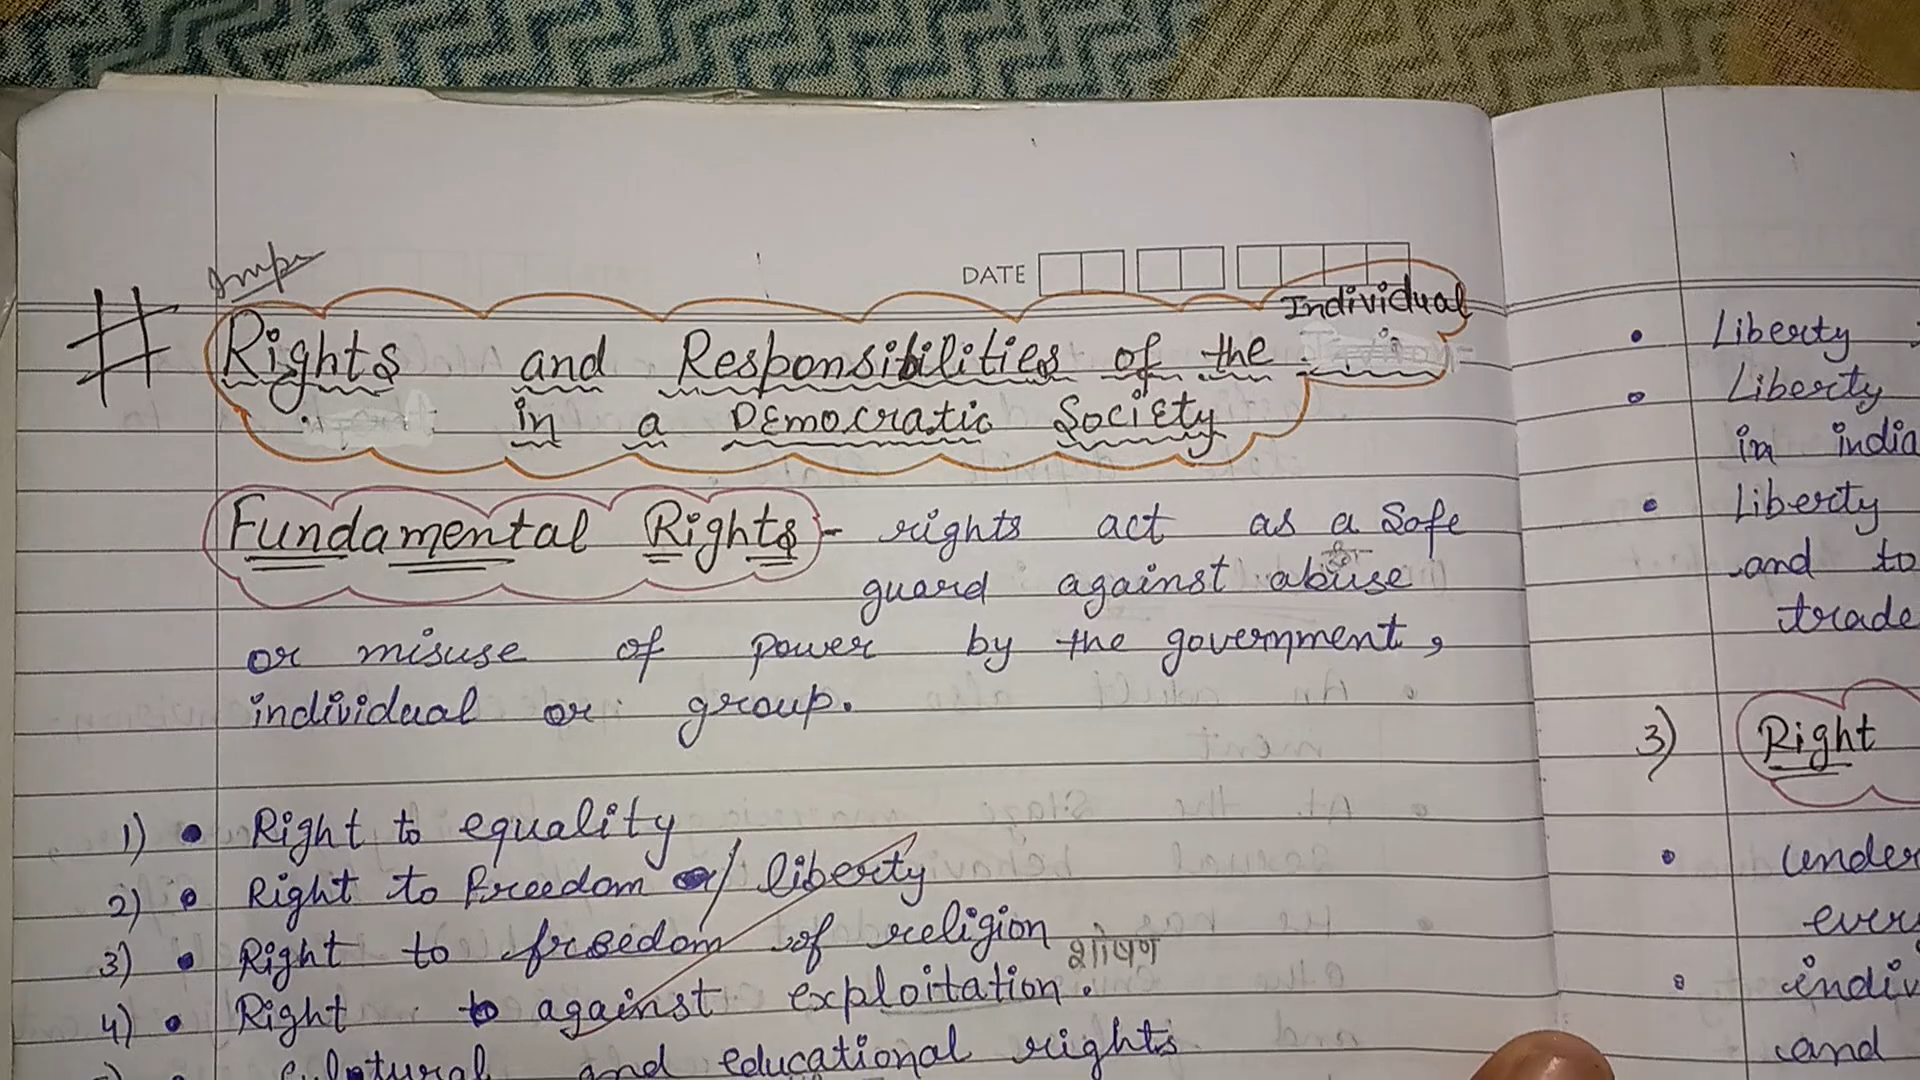 Imp
DATE
Individual
# Rights and Responsibilities of the
in a Democratic Society
Fundamental Rights - rights act as a Safe
guard against abuse
or misuse of power by the government,
individual or group.
1) • Right to equality
2) • Right to freedom / liberty
3) • Right to freedom of religion
शोषण
4) • Right to against exploitation.
and educational rights
• Liberty
• Liberty
in india
• Liberty
and to
trade
3) Right
• under
• indiv
and